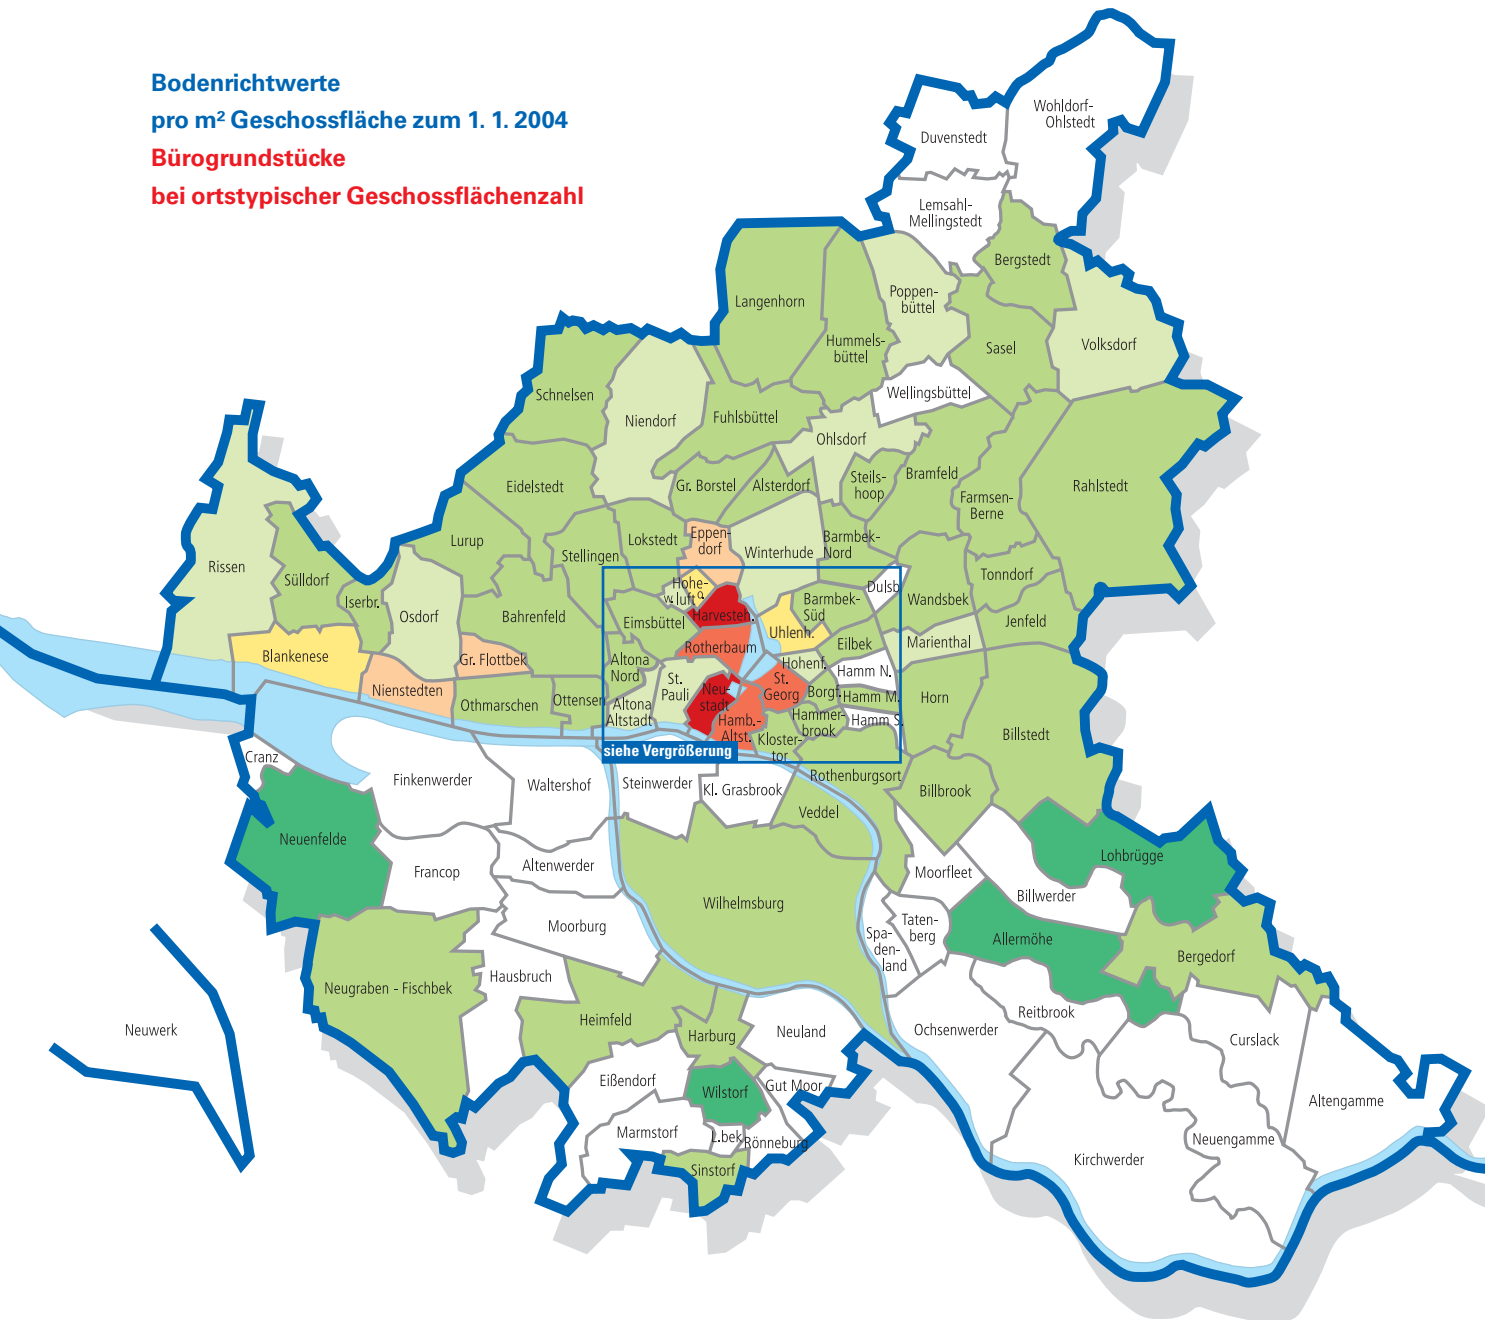 Bodenrichtwerte
pro m² Geschossfläche zum 1. 1. 2004
Bürogrundstücke
bei ortstypischer Geschossflächenzahl
Wohldorf-
Ohlstedt
Duvenstedt
Lemsahl-
Mellingstedt
Bergstedt
Poppen-
büttel
Langenhorn
Hummels-
büttel
Sasel
Volksdorf
Wellingsbüttel
Schnelsen
Niendorf
Fuhlsbüttel
Ohlsdorf
Eidelstedt
Gr. Borstel
Alsterdorf
Steils-
hoop
Bramfeld
Farmsen-
Berne
Rahlstedt
Lurup
Stellingen
Lokstedt
Eppen-
dorf
Winterhude
Barmbek-
Nord
Rissen
Sülldorf
Iserbr.
Osdorf
Bahrenfeld
Eimsbüttel
Hohe-
w.luft o.
Harvesteh.
Barmbek-
Süd
Dulsb.
Wandsbek
Tonndorf
Jenfeld
Uhlenh.
Eilbek
Marienthal
Blankenese
Nienstedten
Gr. Flottbek
Othmarschen
Ottensen
Altona
Nord
Altona
Altstadt
St.
Pauli
Rotherbaum
Neu-
stadt
Hamb.-
Altst.
St.
Georg
Hohenf.
Borgf.
Hamm N.
Hamm M.
Hamm S.
Hammer-
brook
Kloster-
tor
Horn
Billstedt
siehe Vergrößerung
Cranz
Finkenwerder
Waltershof
Steinwerder
Kl. Grasbrook
Rothenburgsort
Veddel
Billbrook
Neuenfelde
Francop
Altenwerder
Moorburg
Wilhelmsburg
Moorfleet
Billwerder
Lohbrügge
Spa-
den-
land
Taten-
berg
Allermöhe
Bergedorf
Neugraben - Fischbek
Hausbruch
Heimfeld
Harburg
Neuland
Ochsenwerder
Reitbrook
Curslack
Neuwerk
Eißendorf
Wilstorf
Gut Moor
Altengamme
Marmstorf
L.bek
Rönneburg
Sinstorf
Neuengamme
Kirchwerder